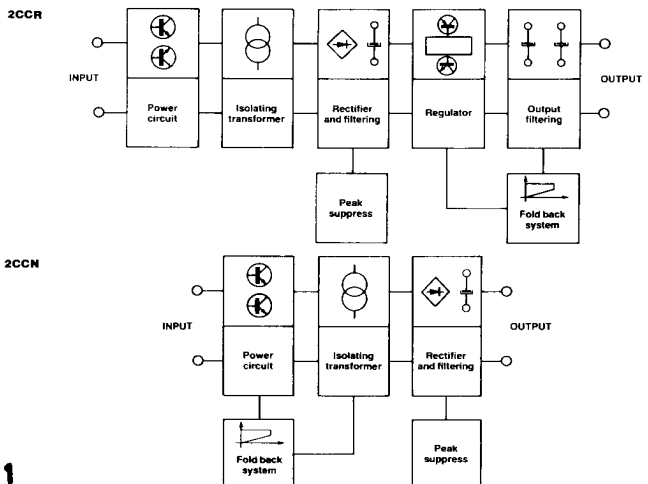 2CCR
INPUT
OUTPUT
Power
circuit
Isolating
transformer
Rectifier
and filtering
Regulator
Output
filtering
Peak
suppress
Fold back
system
2CCN
INPUT
OUTPUT
Power
circuit
Isolating
transformer
Rectifier
and filtering
Fold back
system
Peak
suppress
1